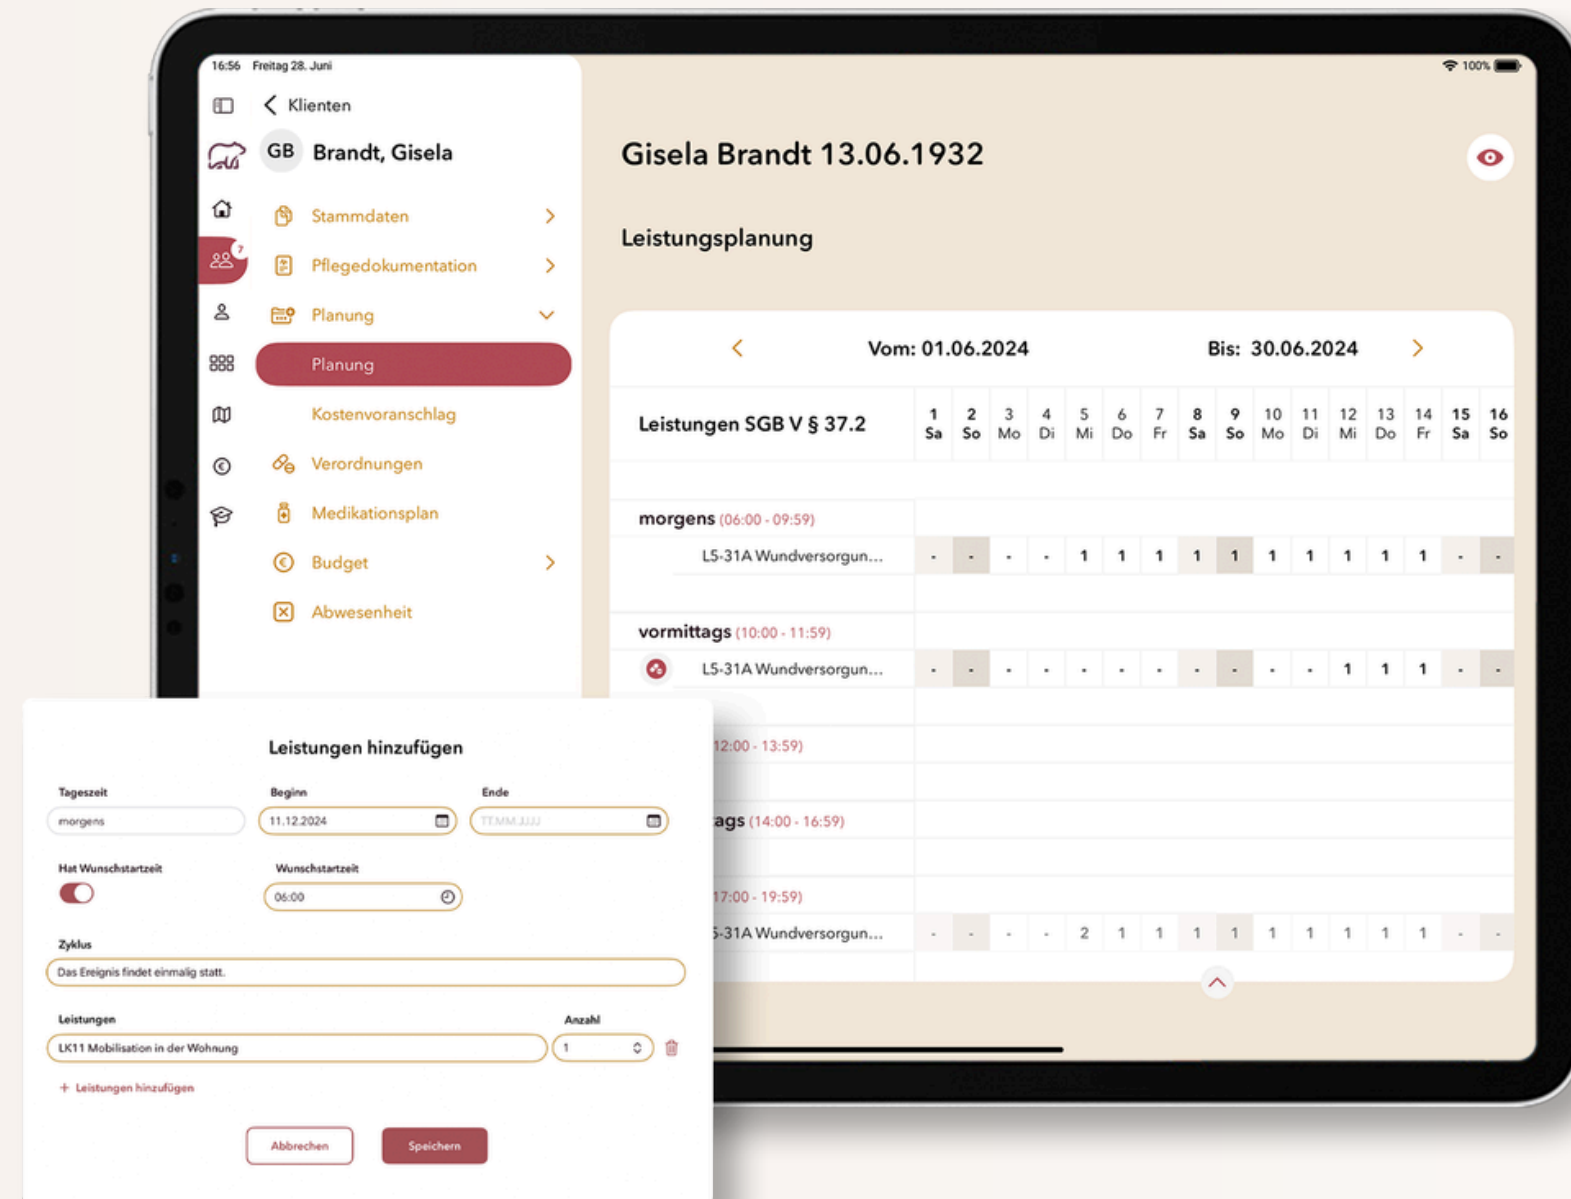 16:56 Freitag 28. Juni
100%
Klienten
GB Brandt, Gisela
7
Stammdaten
Pflegedokumentation
Planung
Planung
Kostenvoranschlag
Verordnungen
Medikationsplan
Budget
Abwesenheit
Gisela Brandt 13.06.1932
Leistungsplanung
Vom: 01.06.2024 Bis: 30.06.2024
Leistungen SGB V § 37.2
1 2 3 4 5 6 7 8 9 10 11 12 13 14 15 16
Sa So Mo Di Mi Do Fr Sa So Mo Di Mi Do Fr Sa So
morgens (06:00 - 09:59)
L5-31A Wundversorgun... - - - - 1 1 1 1 1 1 1 1 1 1 - -
vormittags (10:00 - 11:59)
L5-31A Wundversorgun... - - - - - - - - - - - 1 1 1 - -
12:00 - 13:59)
ags (14:00 - 16:59)
17:00 - 19:59)
5-31A Wundversorgun... - - - - 2 1 1 1 1 1 1 1 1 1 - -
Leistungen hinzufügen
Tageszeit Beginn Ende
morgens 11.12.2024 TT.MM.JJJJ
Hat Wunschstartzeit Wunschstartzeit
06:00
Zyklus
Das Ereignis findet einmalig statt.
Leistungen Anzahl
LK11 Mobilisation in der Wohnung 1
+ Leistungen hinzufügen
Abbrechen Speichern